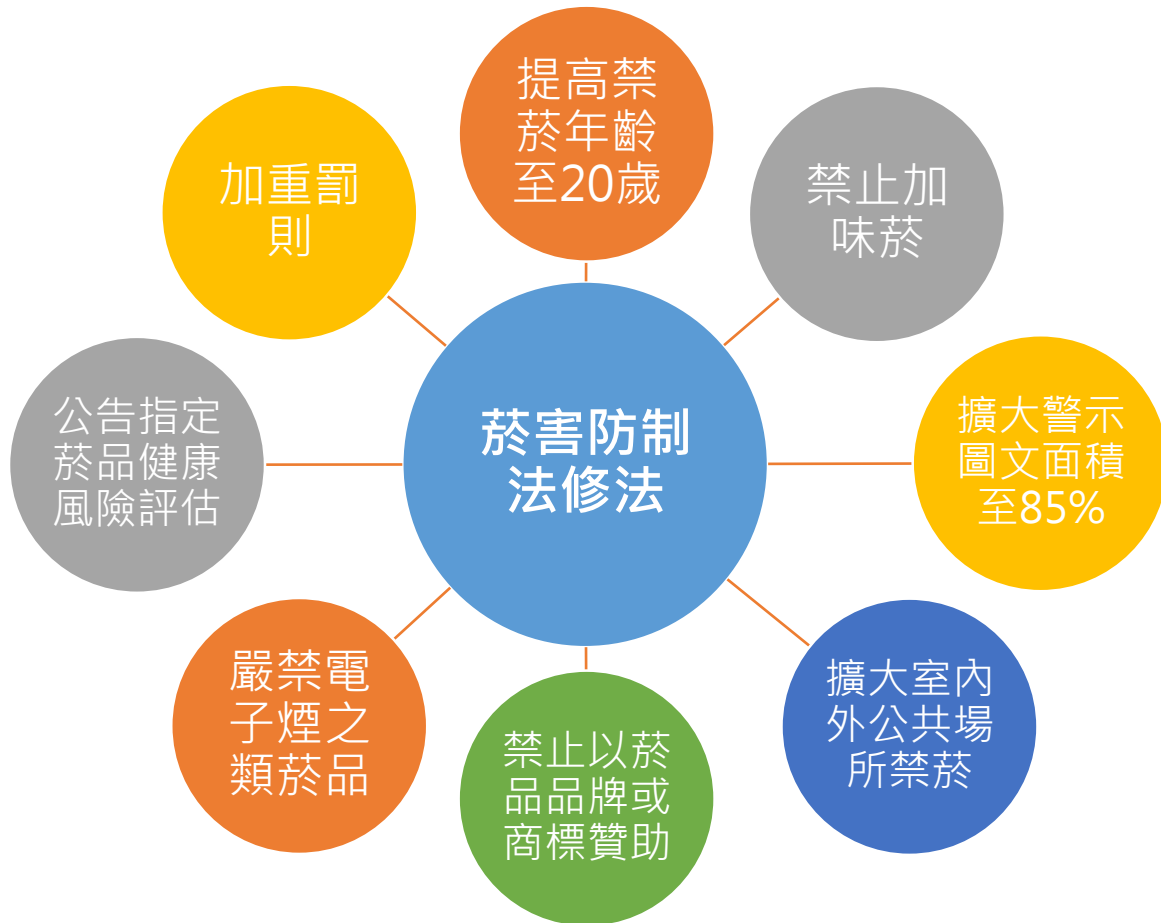 提高禁
菸年齡
至20歲
禁止加
味菸
擴大警示
圖文面積
至85%
擴大室內
外公共場
所禁菸
禁止以菸
品品牌或
商標贊助
嚴禁電
子煙之
類菸品
公告指定
菸品健康
風險評估
加重罰
則
菸害防制
法修法